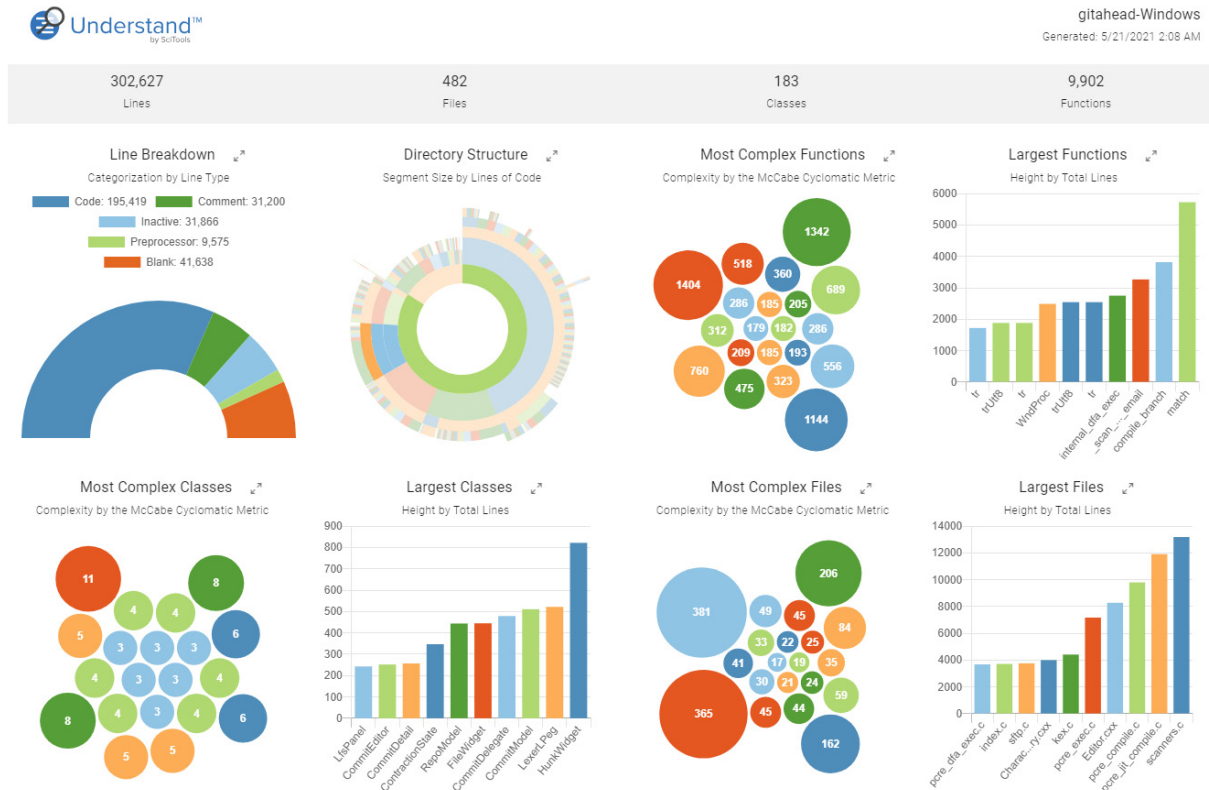 Understand™
by SciTools
gitahead-Windows
Generated: 5/21/2021 2:08 AM
302,627
Lines
482
Files
183
Classes
9,902
Functions
Line Breakdown
Categorization by Line Type
Code: 195,419
Comment: 31,200
Inactive: 31,866
Preprocessor: 9,575
Blank: 41,638
Directory Structure
Segment Size by Lines of Code
Most Complex Functions
Complexity by the McCabe Cyclomatic Metric
1342
518
360
1404
689
286
185
205
312
179
182
286
209
185
193
760
556
475
323
1144
Largest Functions
Height by Total Lines
6000
5000
4000
3000
2000
1000
0
tr
trUtf8
tr
WndProc
trUtf8
tr
internal_dfa_exec
_scan_..._email
compile_branch
match
Most Complex Classes
Complexity by the McCabe Cyclomatic Metric
11
8
4
4
5
6
3
3
3
4
3
3
4
8
4
3
4
6
5
5
Largest Classes
Height by Total Lines
900
800
700
600
500
400
300
200
100
0
LfsPanel
CommitEditor
CommitDetail
ContractionState
RepoModel
FileWidget
CommitDelegate
CommitModel
LexerLPeg
HunkWidget
Most Complex Files
Complexity by the McCabe Cyclomatic Metric
206
381
49
45
84
33
22
25
41
17
19
35
30
21
24
59
365
45
44
162
Largest Files
Height by Total Lines
14000
12000
10000
8000
6000
4000
2000
0
pcre_dfa_exec.c
index.c
sftp.c
Charac...ry.cxx
kex.c
pcre_exec.c
Editor.cxx
pcre_compile.c
pcre_jit_compile.c
scanners.c